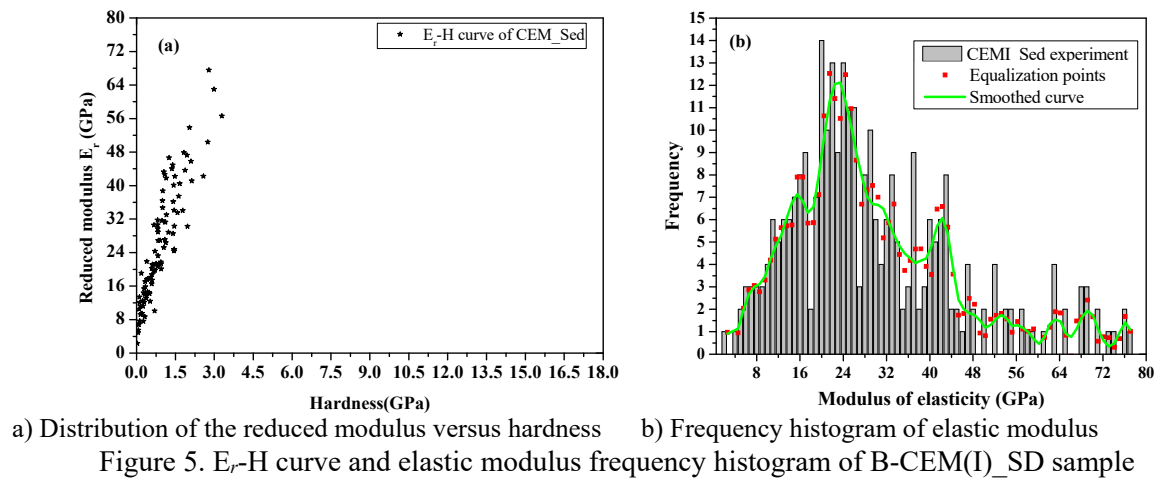 (a)
E_r-H curve of CEM_Sed
Reduced modulus E_r (GPa)
80
72
64
56
48
40
32
24
16
8
0
0.0 1.5 3.0 4.5 6.0 7.5 9.0 10.5 12.0 13.5 15.0 16.5 18.0
Hardness(GPa)
(b)
CEMI_Sed experiment
Equalization points
Smoothed curve
Frequency
15
14
13
12
11
10
9
8
7
6
5
4
3
2
1
0
8 16 24 32 40 48 56 64 72 80
Modulus of elasticity (GPa)
a) Distribution of the reduced modulus versus hardness b) Frequency histogram of elastic modulus
Figure 5. Er-H curve and elastic modulus frequency histogram of B-CEM(I)_SD sample